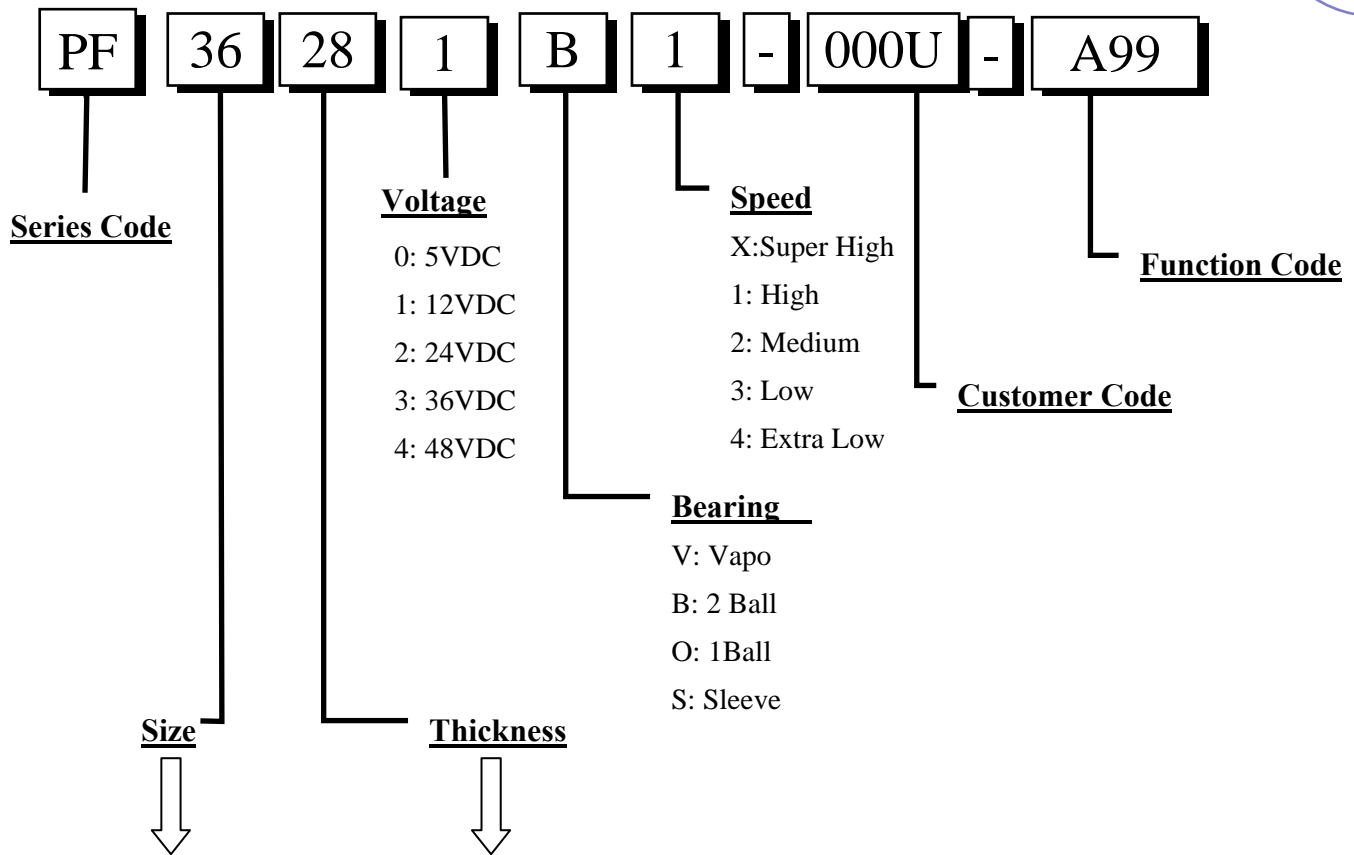 PF 36 28 1 B 1 - 000U - A99
Series Code
Voltage
0: 5VDC
1: 12VDC
2: 24VDC
3: 36VDC
4: 48VDC
Speed
X:Super High
1: High
2: Medium
3: Low
4: Extra Low
Function Code
Customer Code
Bearing
V: Vapo
B: 2 Ball
O: 1Ball
S: Sleeve
Size
Thickness